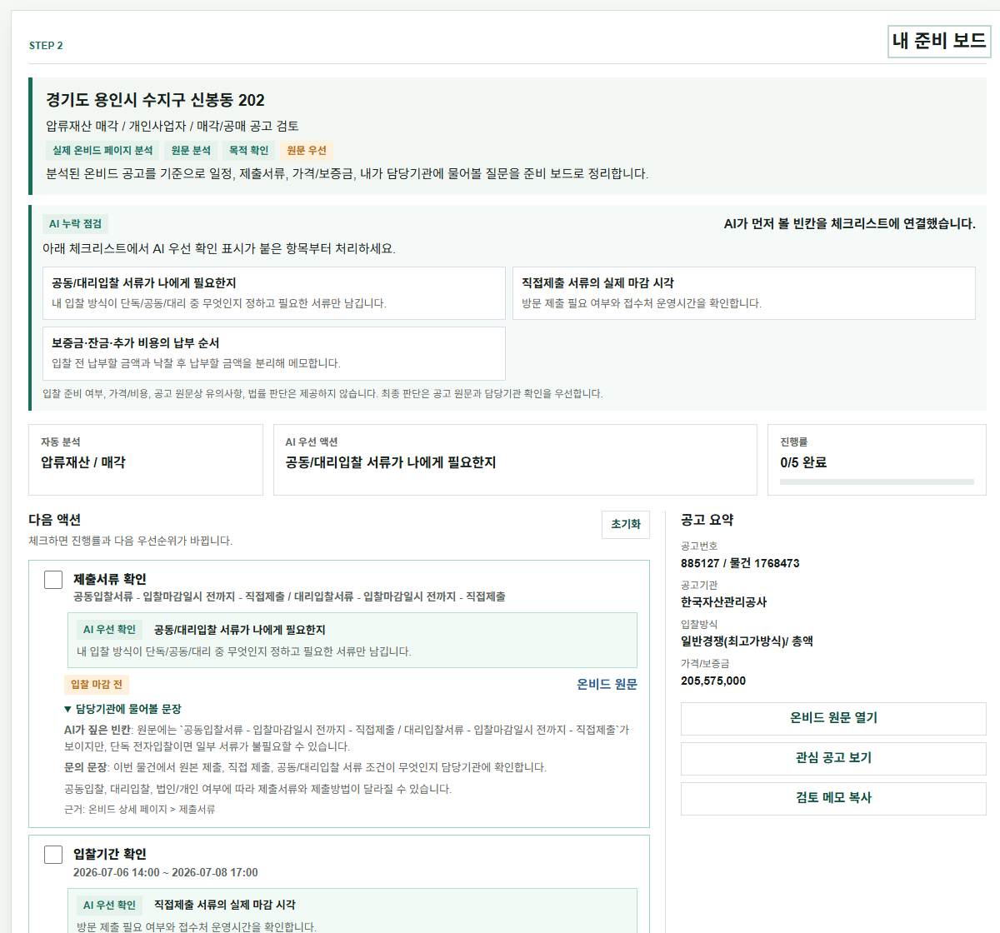 STEP 2
내 준비 보드
경기도 용인시 수지구 신봉동 202
압류재산 매각 / 개인사업자 / 매각/공매 공고 검토
실제 온비드 페이지 분석 원문 분석 목적 확인 원문 우선
분석된 온비드 공고를 기준으로 일정, 제출서류, 가격/보증금, 내가 담당기관에 물어볼 질문을 준비 보드로 정리합니다.
AI 누락 점검
AI가 먼저 볼 빈칸을 체크리스트에 연결했습니다.
아래 체크리스트에서 AI 우선 확인 표시가 붙은 항목부터 처리하세요.
공동/대리입찰 서류가 나에게 필요한지
내 입찰 방식이 단독/공동/대리 중 무엇인지 정하고 필요한 서류만 남깁니다.
직접제출 서류의 실제 마감 시각
방문 제출 필요 여부와 접수처 운영시간을 확인합니다.
보증금·잔금·추가 비용의 납부 순서
입찰 전 납부할 금액과 낙찰 후 납부할 금액을 분리해 메모합니다.
입찰 준비 여부, 가격/비용, 공고 원문상 유의사항, 법률 판단은 제공하지 않습니다. 최종 판단은 공고 원문과 담당기관 확인을 우선합니다.
자동 분석
압류재산 / 매각
AI 우선 액션
공동/대리입찰 서류가 나에게 필요한지
진행률
0/5 완료
다음 액션
체크하면 진행률과 다음 우선순위가 바뀝니다.
초기화
제출서류 확인
공동입찰서류 - 입찰마감일시 전까지 - 직접제출 / 대리입찰서류 - 입찰마감일시 전까지 - 직접제출
AI 우선 확인 공동/대리입찰 서류가 나에게 필요한지
내 입찰 방식이 단독/공동/대리 중 무엇인지 정하고 필요한 서류만 남깁니다.
입찰 마감 전
온비드 원문
▼ 담당기관에 물어볼 문장
AI가 짚은 빈칸: 원문에는 `공동입찰서류 - 입찰마감일시 전까지 - 직접제출 / 대리입찰서류 - 입찰마감일시 전까지 - 직접제출`가
보이지만, 단독 전자입찰이면 일부 서류가 불필요할 수 있습니다.
문의 문장: 이번 물건에서 원본 제출, 직접 제출, 공동/대리입찰 서류 조건이 무엇인지 담당기관에 확인합니다.
공동입찰, 대리입찰, 법인/개인 여부에 따라 제출서류와 제출방법이 달라질 수 있습니다.
근거: 온비드 상세 페이지 > 제출서류
입찰기간 확인
2026-07-06 14:00 ~ 2026-07-08 17:00
AI 우선 확인 직접제출 서류의 실제 마감 시각
방문 제출 필요 여부와 접수처 운영시간을 확인합니다.
공고 요약
공고번호
885127 / 물건 1768473
공고기관
한국자산관리공사
입찰방식
일반경쟁(최고가방식)/ 총액
가격/보증금
205,575,000
온비드 원문 열기
관심 공고 보기
검토 메모 복사